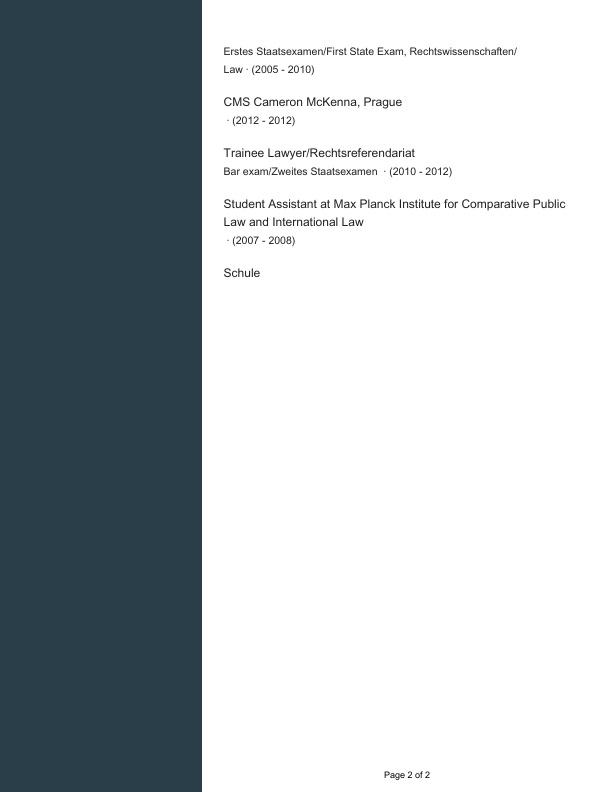 Erstes Staatsexamen/First State Exam, Rechtswissenschaften/
Law · (2005 - 2010)
CMS Cameron McKenna, Prague
· (2012 - 2012)
Trainee Lawyer/Rechtsreferendariat
Bar exam/Zweites Staatsexamen · (2010 - 2012)
Student Assistant at Max Planck Institute for Comparative Public
Law and International Law
· (2007 - 2008)
Schule
Page 2 of 2